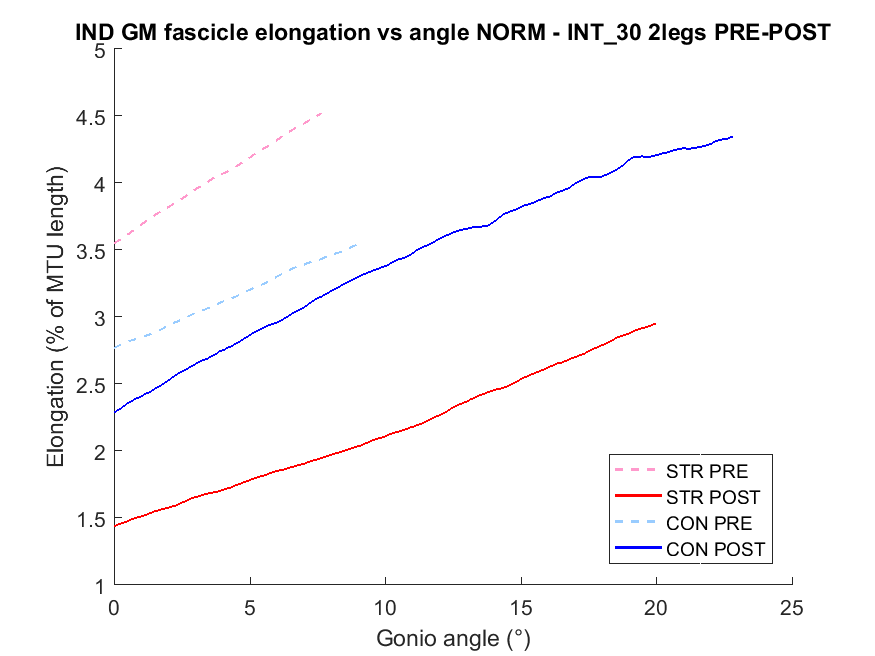 IND GM fascicle elongation vs angle NORM - INT_30 2legs PRE-POST
Elongation (% of MTU length)
5
4.5
4
3.5
3
2.5
2
1.5
1
0
5
10
15
20
25
Gonio angle (°)
STR PRE
STR POST
CON PRE
CON POST